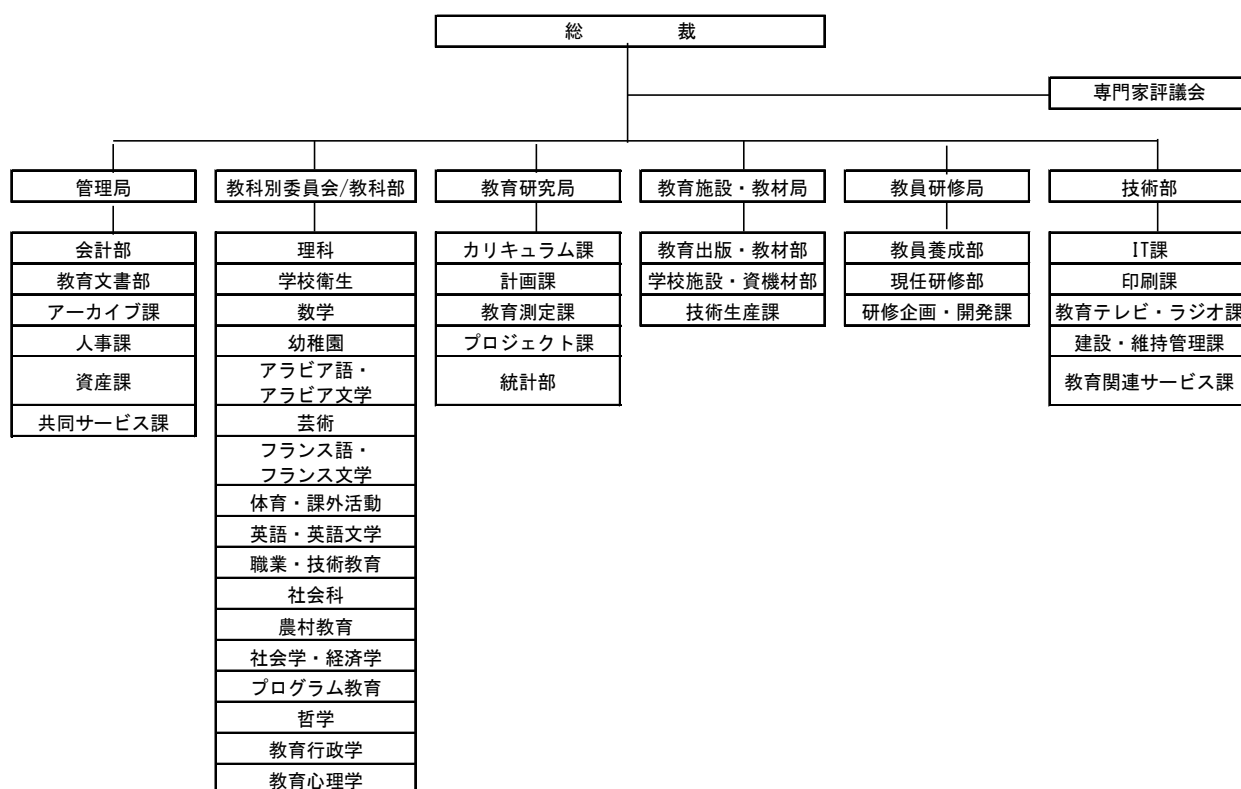 総 裁
専門家評議会
管理局
教科別委員会/教科部
教育研究局
教育施設・教材局
教員研修局
技術部
会計部
教育文書部
アーカイブ課
人事課
資産課
共同サービス課
理科
学校衛生
数学
幼稚園
アラビア語・
アラビア文学
芸術
フランス語・
フランス文学
体育・課外活動
英語・英語文学
職業・技術教育
社会科
農村教育
社会学・経済学
プログラム教育
哲学
教育行政学
教育心理学
カリキュラム課
計画課
教育測定課
プロジェクト課
統計部
教育出版・教材部
学校施設・資機材部
技術生産課
教員養成部
現任研修部
研修企画・開発課
IT課
印刷課
教育テレビ・ラジオ課
建設・維持管理課
教育関連サービス課